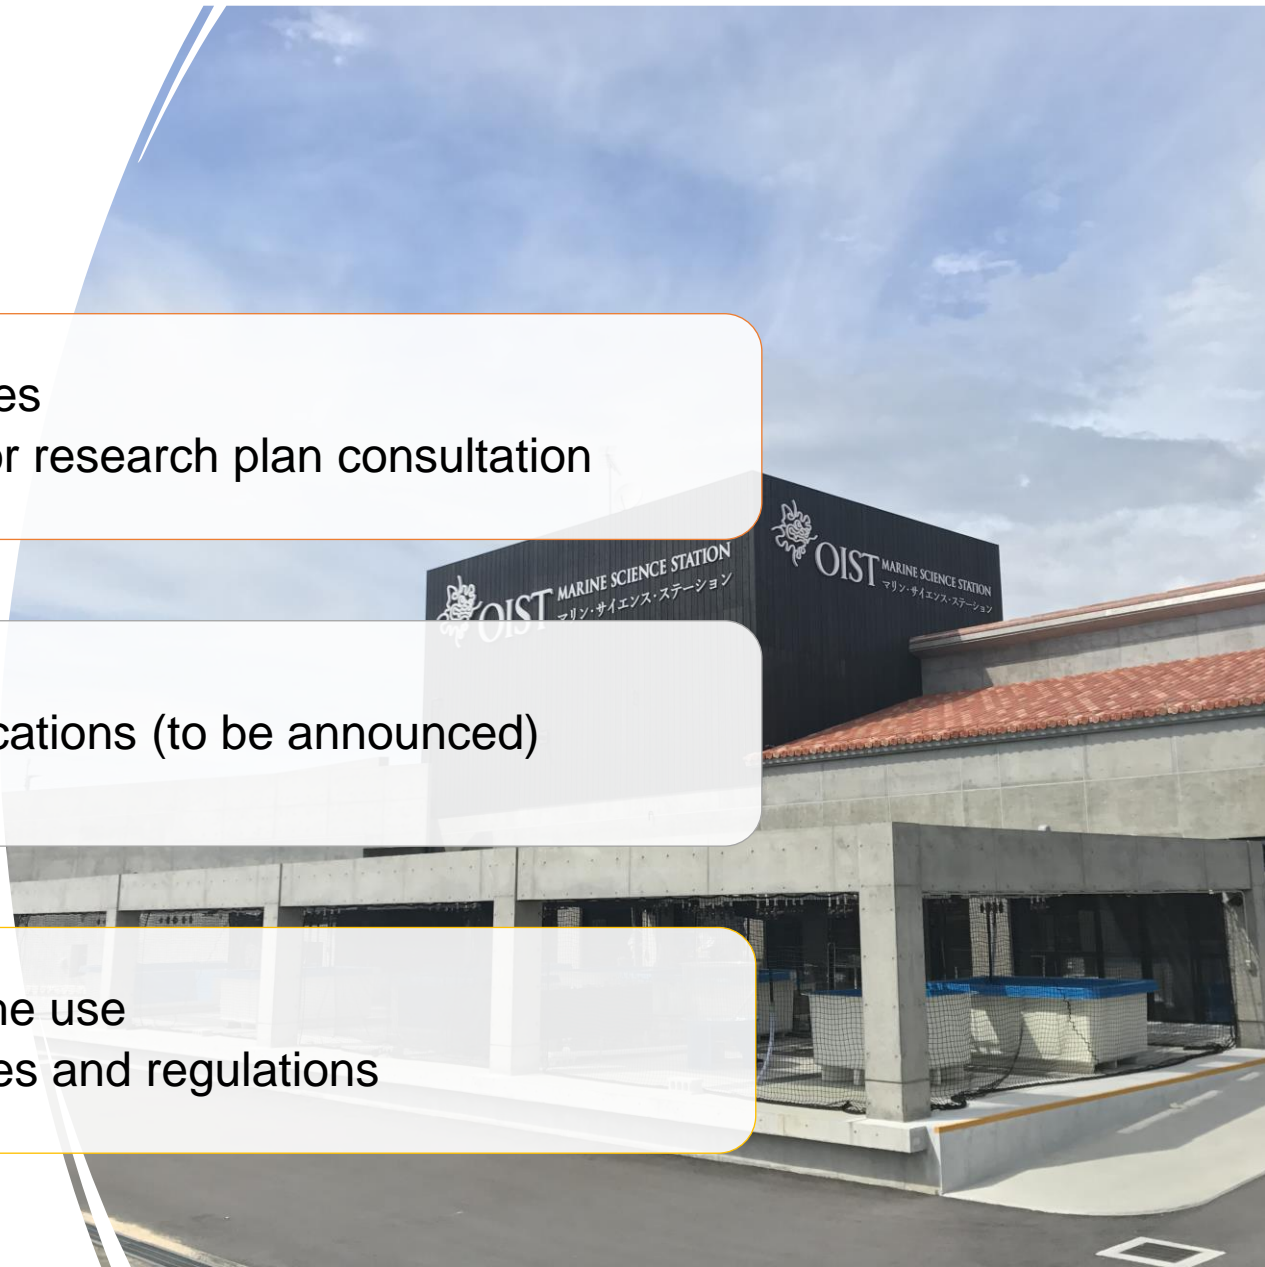 es
or research plan consultation
OIST MARINE SCIENCE STATION
マリン・サイエンス・ステーション
OIST MARINE SCIENCE STATION
マリン・サイエンス・ステーション
cations (to be announced)
ne use
es and regulations